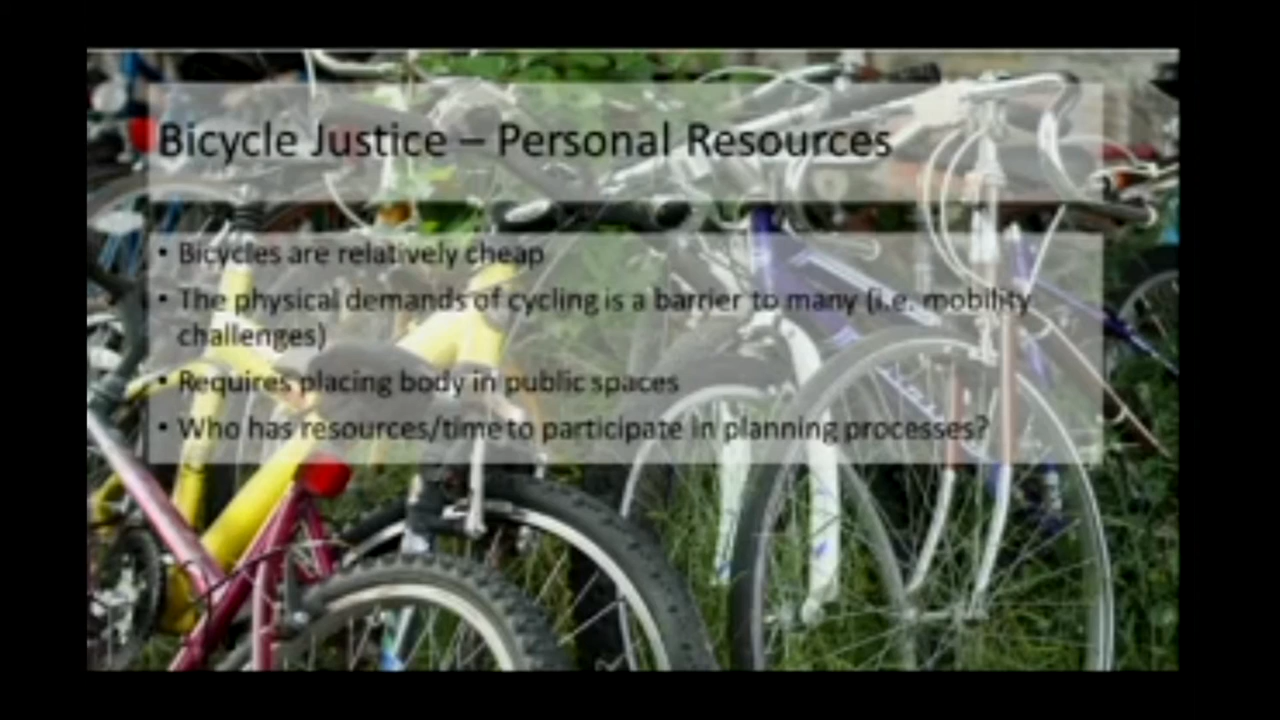 Bicycle Justice – Personal Resources
• Bicycles are relatively cheap
• The physical demands of cycling is a barrier to many (i.e. mobility
challenges)
• Requires placing body in public spaces
• Who has resources/time to participate in planning processes?